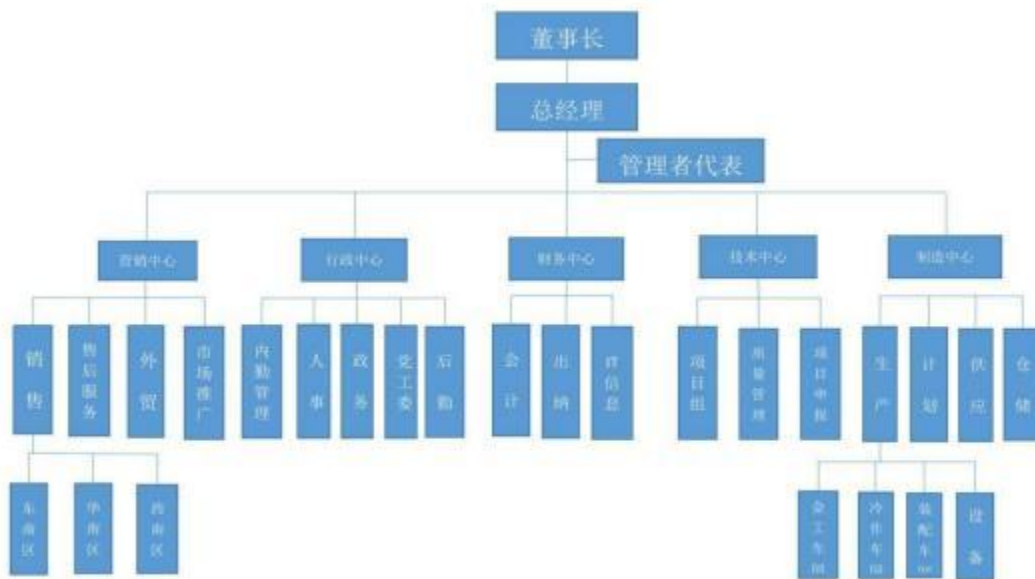 董事长
总经理
管理者代表
营销中心
行政中心
财务中心
技术中心
制造中心
销售
售后服务
外贸
市场推广
内勤管理
人事
政务
党工委
后勤
会计
出纳
项目组
质量管理
项目申报
生产
计划
供应
仓储
东南区
华南区
西南区
金工车间
冷作车间
装配车间
设备